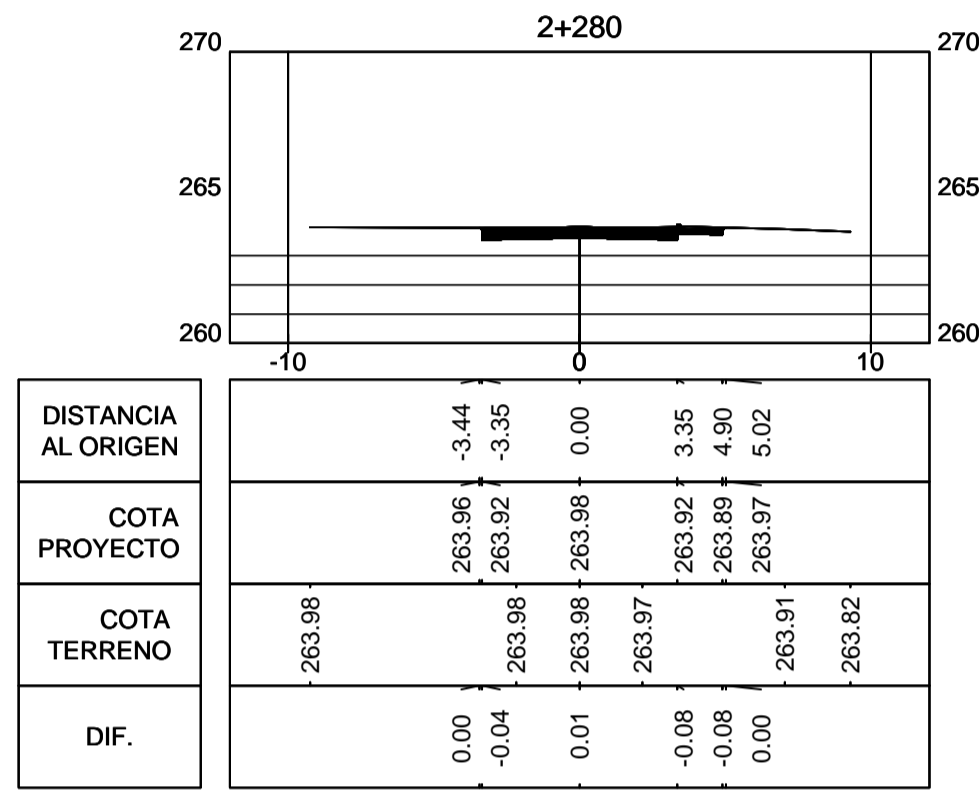 2+280
270 270
265 265
260 260
-10 0 10
DISTANCIA
AL ORIGEN
-3.44 -3.35 0.00 3.35 4.90 5.02
COTA
PROYECTO
263.96 263.92 263.98 263.92 263.89 263.97
COTA
TERRENO
263.98 263.98 263.98 263.97 263.91 263.82
DIF.
0.00 -0.04 0.01 -0.08 -0.08 0.00